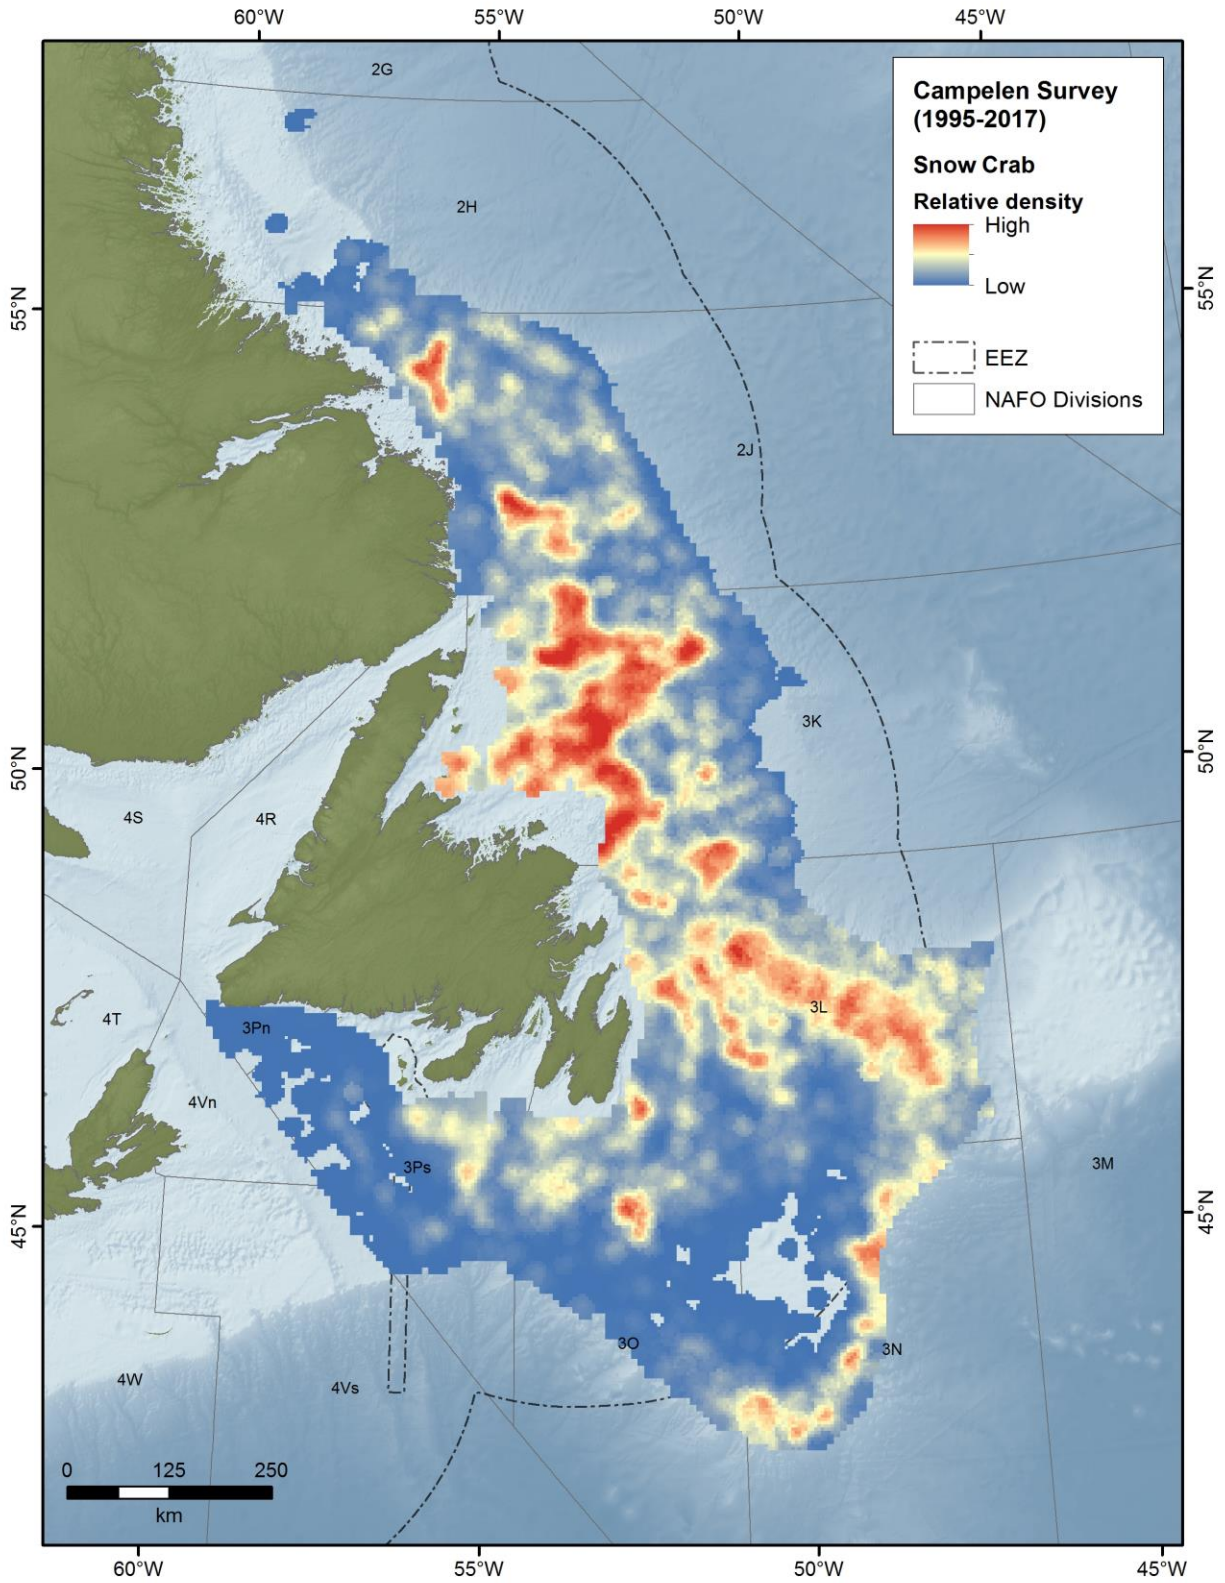 60°W 55°W 50°W 45°W
2G
Campelen Survey
(1995-2017)
Snow Crab
Relative density
High
Low
EEZ
NAFO Divisions
2H
55°N 55°N
2J
3K
50°N 50°N
4S 4R
3L
4T 3Pn
4Vn
3Ps 3M
45°N 45°N
3O 3N
4W 4Vs
0 125 250
km
60°W 55°W 50°W 45°W